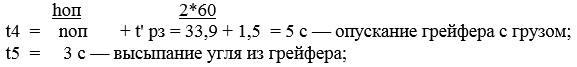 hоп 2*60
t4 = nоп + t' рз = 33,9 + 1,5 = 5 с — опускание грейфера с грузом;
t5 = 3 с — высыпание угля из грейфера;